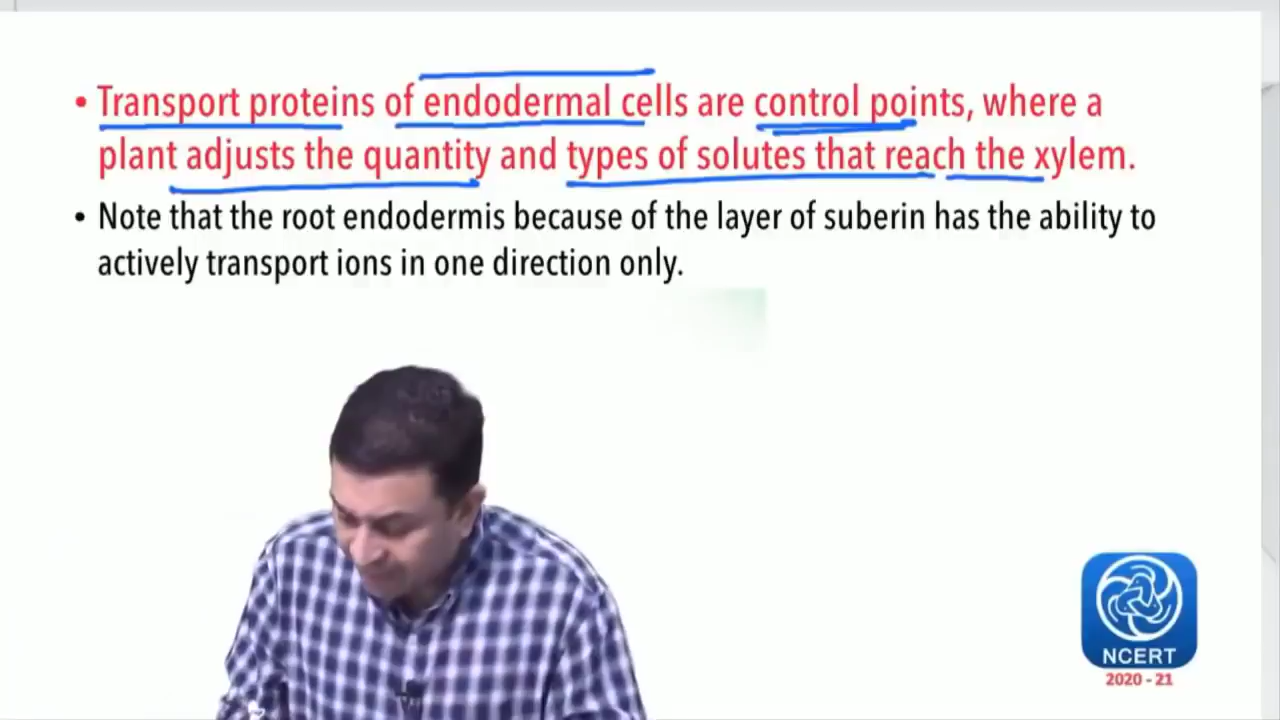 • Transport proteins of endodermal cells are control points, where a
plant adjusts the quantity and types of solutes that reach the xylem.
• Note that the root endodermis because of the layer of suberin has the ability to
actively transport ions in one direction only.
NCERT
2020 - 21